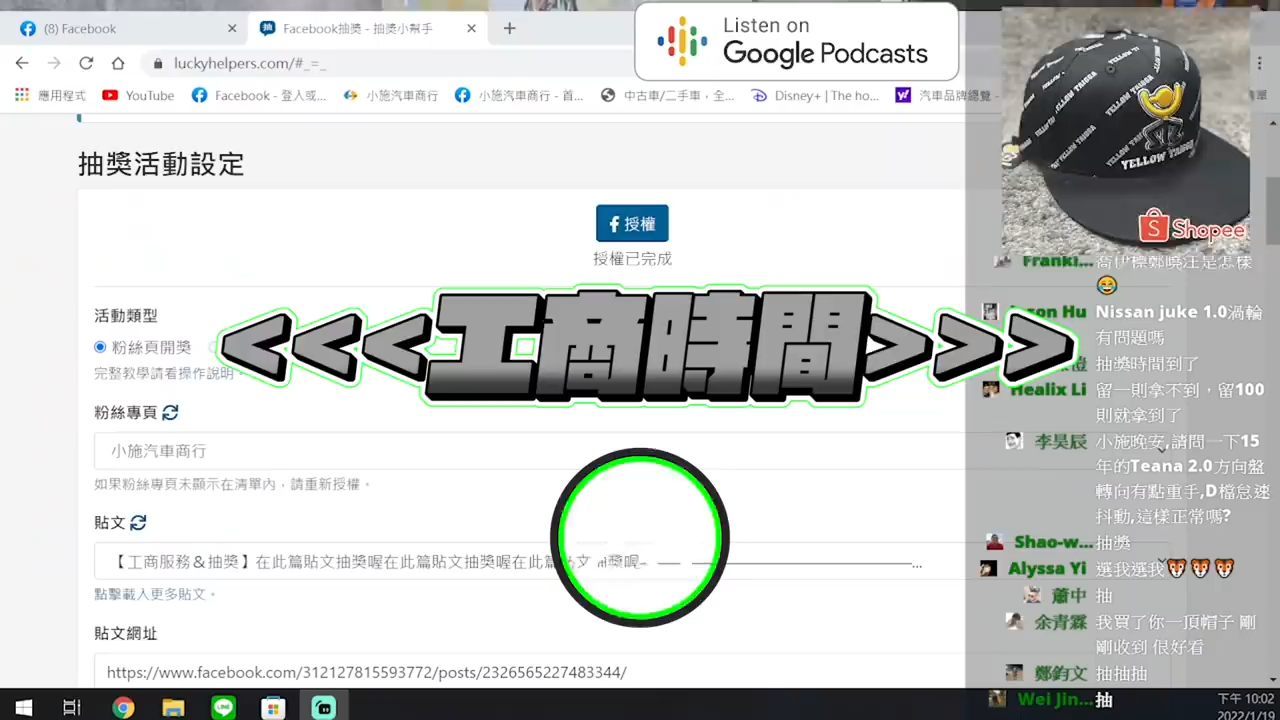 (8) Facebook
Facebook抽獎 - 抽獎小幫手
Listen on
Google Podcasts
luckyhelpers.com/#_=_
應用程式
YouTube
Facebook - 登入或...
小施汽車商行
小施汽車商行 - 首...
中古車/二手車，全...
Disney+ | The ho...
汽車品牌總覽 -
YELLOW
Shopee
抽獎活動設定
授權
授權已完成
活動類型
粉絲頁開獎
完整教學請看操作說明
<<<工商時間>>>
粉絲專頁
小施汽車商行
如果粉絲專頁未顯示在清單內，請重新授權。
貼文
【工商服務＆抽獎】在此篇貼文抽獎喔在此篇貼文抽獎喔在此篇貼文 抽獎喔
點擊載入更多貼文。
貼文網址
https://www.facebook.com/312127815593772/posts/2326565227483344/
Franki...
是怎樣
Nissan juke 1.0渦輪
有問題嗎
抽獎時間到了
Healix Li 留一則拿不到，留100
則就拿到了
李昊辰 小施晚安,請問一下15
年的Teana 2.0方向盤
轉向有點重手,D檔怠速
抖動,這樣正常嗎?
Shao-w... 抽獎
Alyssa Yi 選我選我🐯🐯🐯
蕭中 抽
余青霖 我買了你一頂帽子 剛
剛收到 很好看
鄭鈞文 抽抽抽
Wei Jin... 抽
下午 10:02
2022/1/19